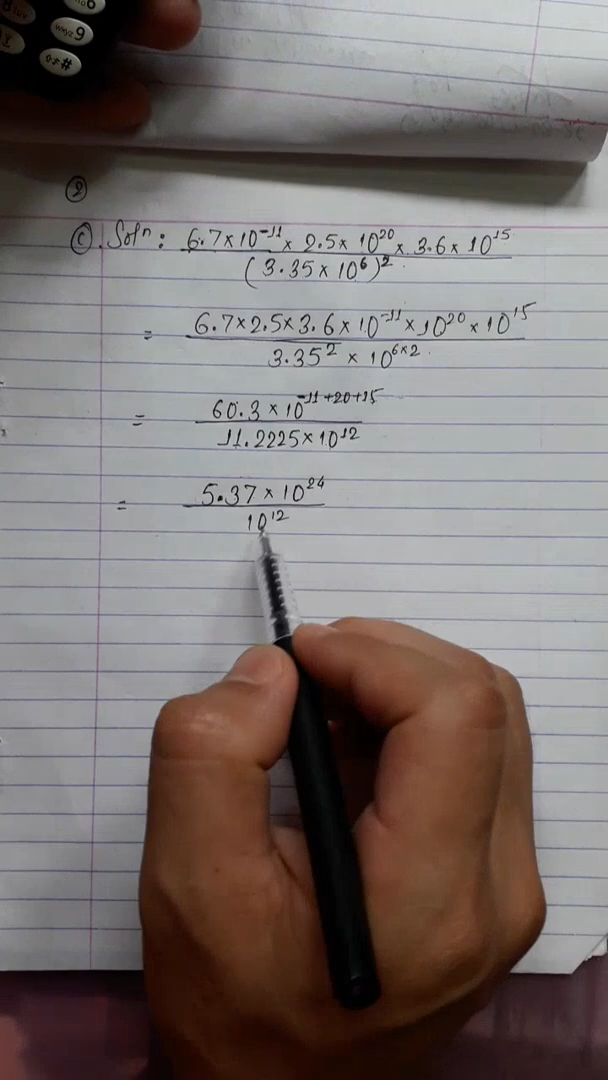 wxyz9
0≡#
②
ⓒ. Solⁿ: 6.7×10⁻¹¹ × 2.5×10²⁰ × 3.6×10¹⁵
(3.35×10⁶)²
= 6.7×2.5×3.6×10⁻¹¹×10²⁰×10¹⁵
3.35² × 10⁶ˣ²
= 60.3×10⁻¹¹⁺²⁰⁺¹⁵
11.2225×10¹²
= 5.37×10²⁴
10¹²